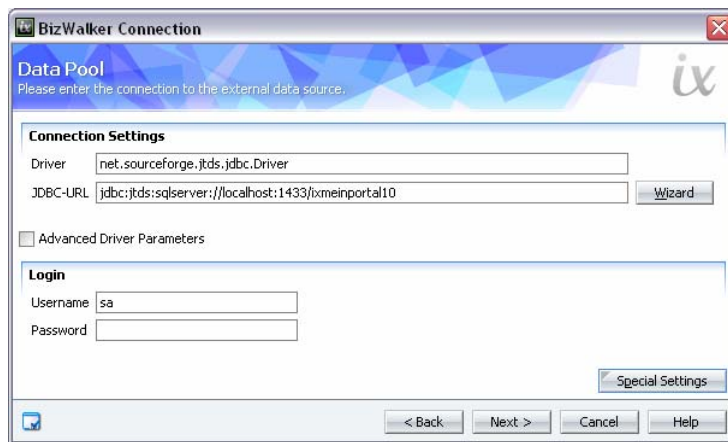 ix BizWalker Connection
Data Pool
Please enter the connection to the external data source.
ix
Connection Settings
Driver net.sourceforge.jtds.jdbc.Driver
JDBC-URL jdbc:jtds:sqlserver://localhost:1433/ixmeinportal10 Wizard
Advanced Driver Parameters
Login
Username sa
Password
Special Settings
< Back Next > Cancel Help